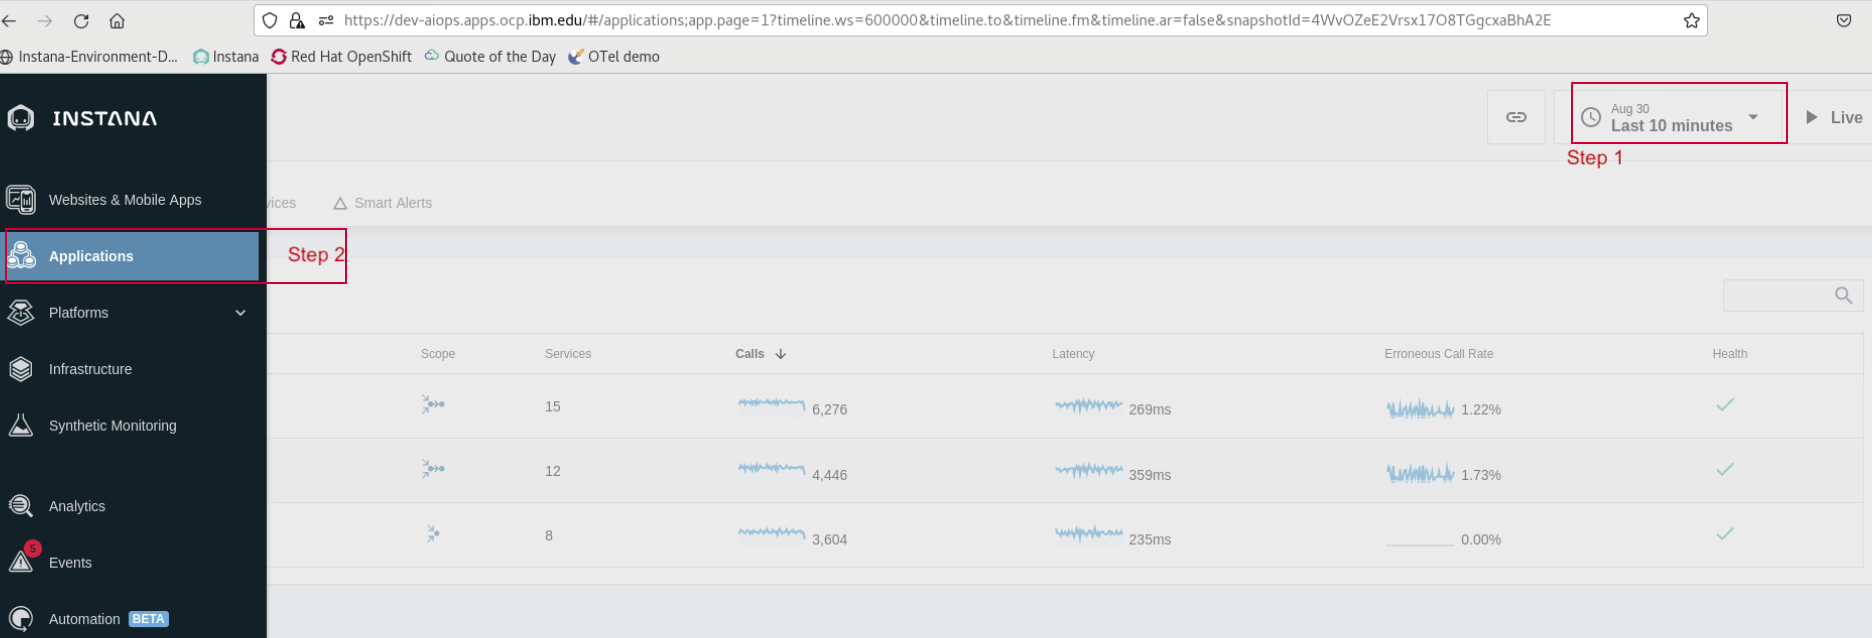 https://dev-aiops.apps.ocp.ibm.edu/#/applications;app.page=1?timeline.ws=600000&timeline.to&timeline.fm&timeline.ar=false&snapshotId=4WvOZeE2Vrsx17O8TGgcxaBhA2E
Instana-Environment-D... Instana Red Hat OpenShift Quote of the Day OTel demo
INSTANA
Aug 30
Last 10 minutes
Live
Step 1
Websites & Mobile Apps
vices
Smart Alerts
Applications
Step 2
Platforms
Infrastructure
Synthetic Monitoring
Analytics
5
Events
Automation BETA
Scope Services Calls Latency Erroneous Call Rate Health
15 6,276 269ms 1.22%
12 4,446 359ms 1.73%
8 3,604 235ms 0.00%